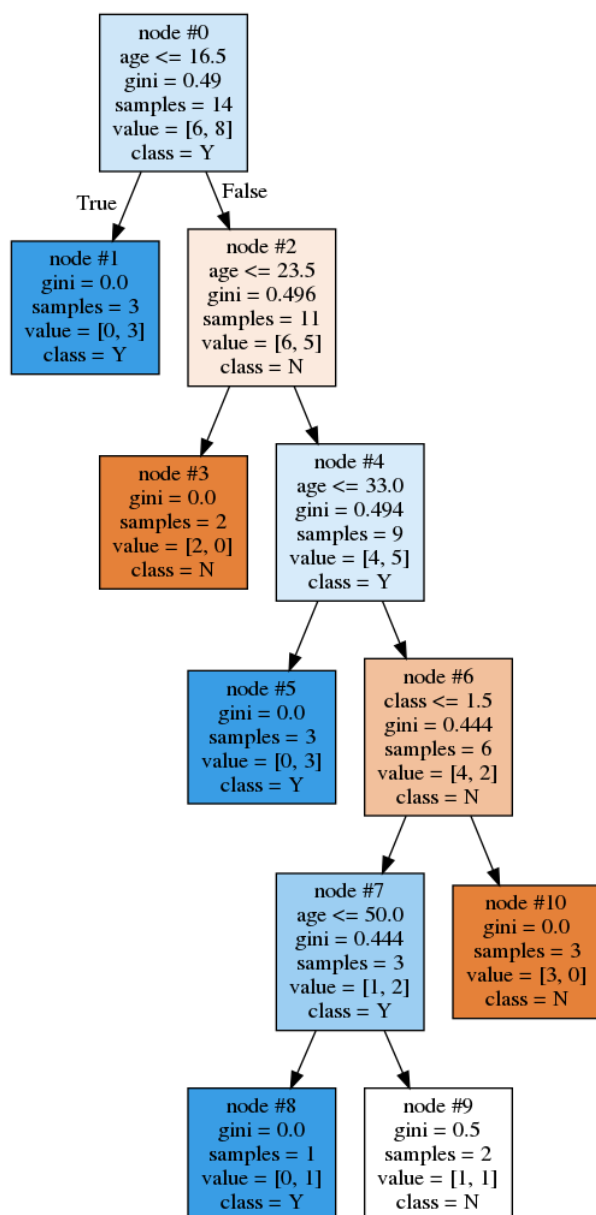 node #0
age <= 16.5
gini = 0.49
samples = 14
value = [6, 8]
class = Y
True
False
node #1
gini = 0.0
samples = 3
value = [0, 3]
class = Y
node #2
age <= 23.5
gini = 0.496
samples = 11
value = [6, 5]
class = N
node #3
gini = 0.0
samples = 2
value = [2, 0]
class = N
node #4
age <= 33.0
gini = 0.494
samples = 9
value = [4, 5]
class = Y
node #5
gini = 0.0
samples = 3
value = [0, 3]
class = Y
node #6
class <= 1.5
gini = 0.444
samples = 6
value = [4, 2]
class = N
node #7
age <= 50.0
gini = 0.444
samples = 3
value = [1, 2]
class = Y
node #10
gini = 0.0
samples = 3
value = [3, 0]
class = N
node #8
gini = 0.0
samples = 1
value = [0, 1]
class = Y
node #9
gini = 0.5
samples = 2
value = [1, 1]
class = N